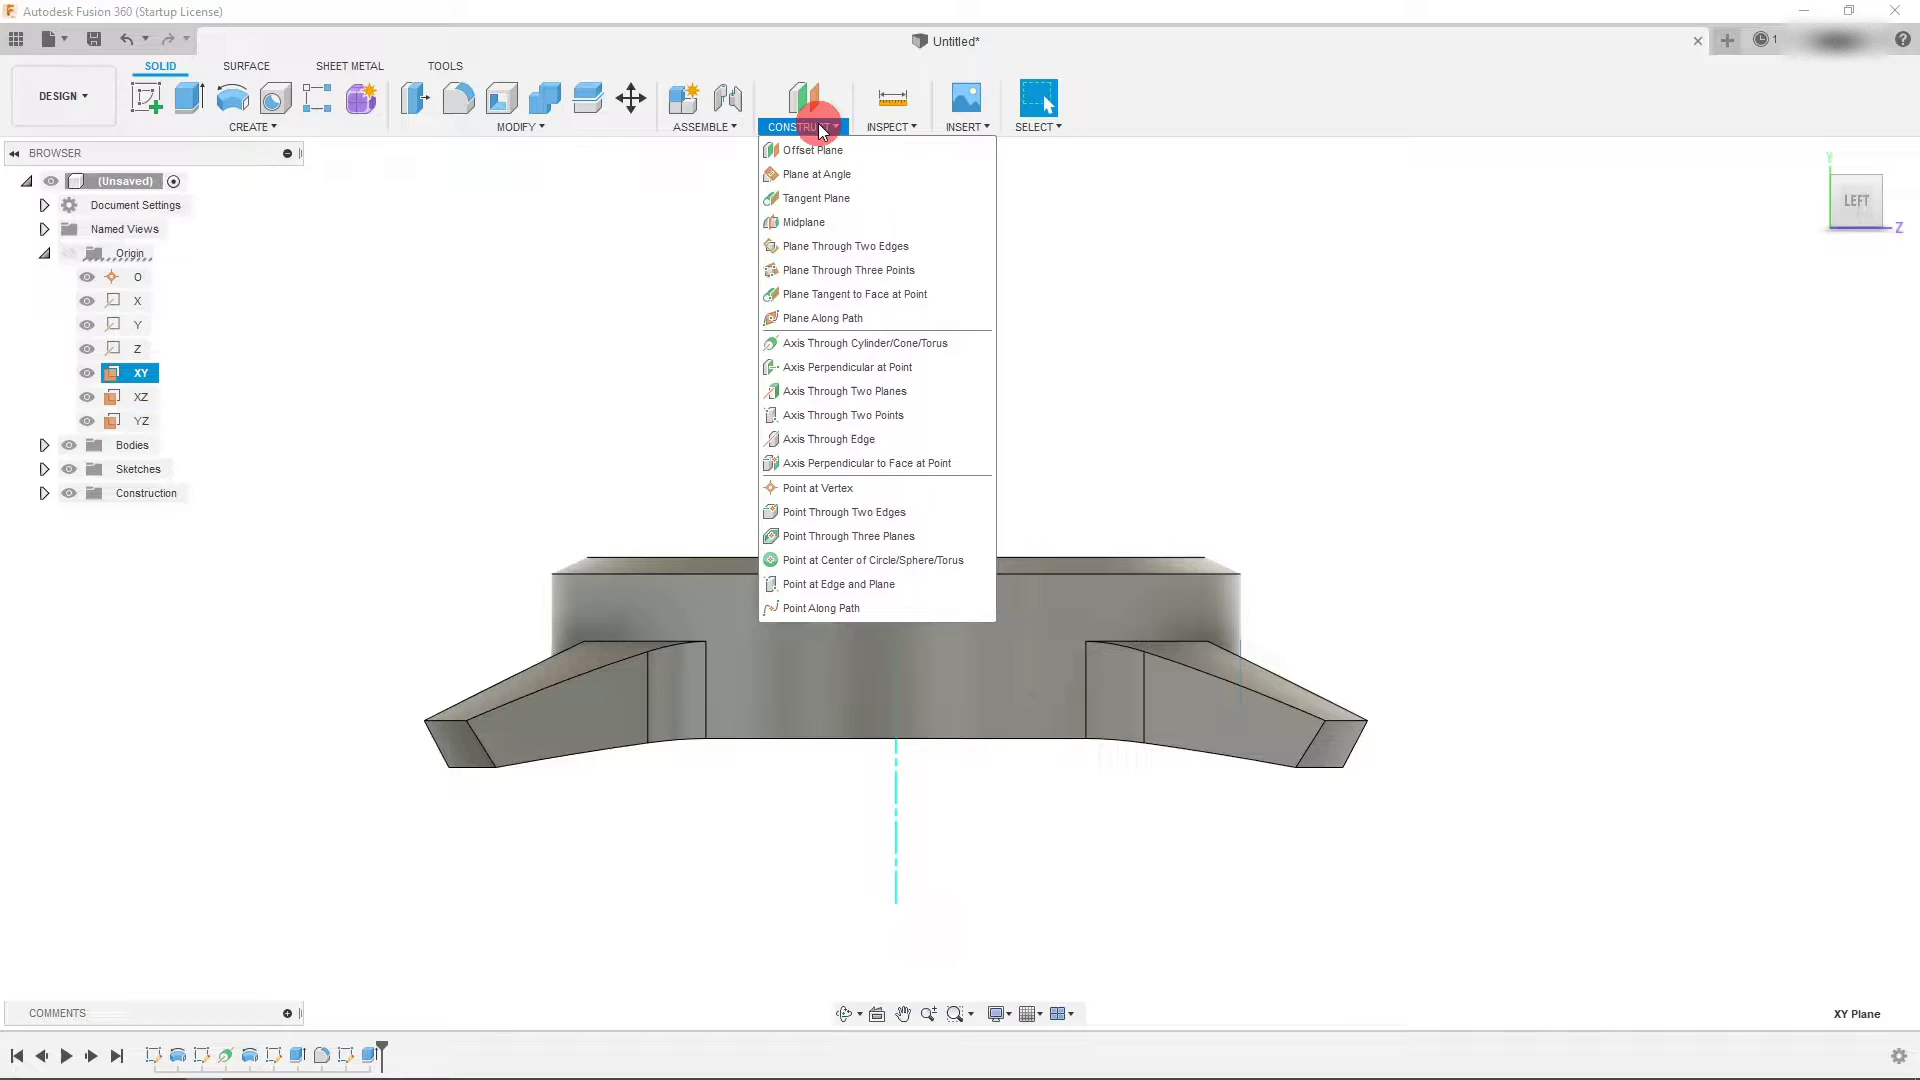 Autodesk Fusion 360 (Startup License)
Untitled*
1
DESIGN
SOLID
SURFACE
SHEET METAL
TOOLS
CREATE
MODIFY
ASSEMBLE
CONSTRUCT
INSPECT
INSERT
SELECT
BROWSER
(Unsaved)
Document Settings
Named Views
Origin
O
X
Y
Z
XY
XZ
YZ
Bodies
Sketches
Construction
Offset Plane
Plane at Angle
Tangent Plane
Midplane
Plane Through Two Edges
Plane Through Three Points
Plane Tangent to Face at Point
Plane Along Path
Axis Through Cylinder/Cone/Torus
Axis Perpendicular at Point
Axis Through Two Planes
Axis Through Two Points
Axis Through Edge
Axis Perpendicular to Face at Point
Point at Vertex
Point Through Two Edges
Point Through Three Planes
Point at Center of Circle/Sphere/Torus
Point at Edge and Plane
Point Along Path
Y
LEFT
Z
COMMENTS
XY Plane